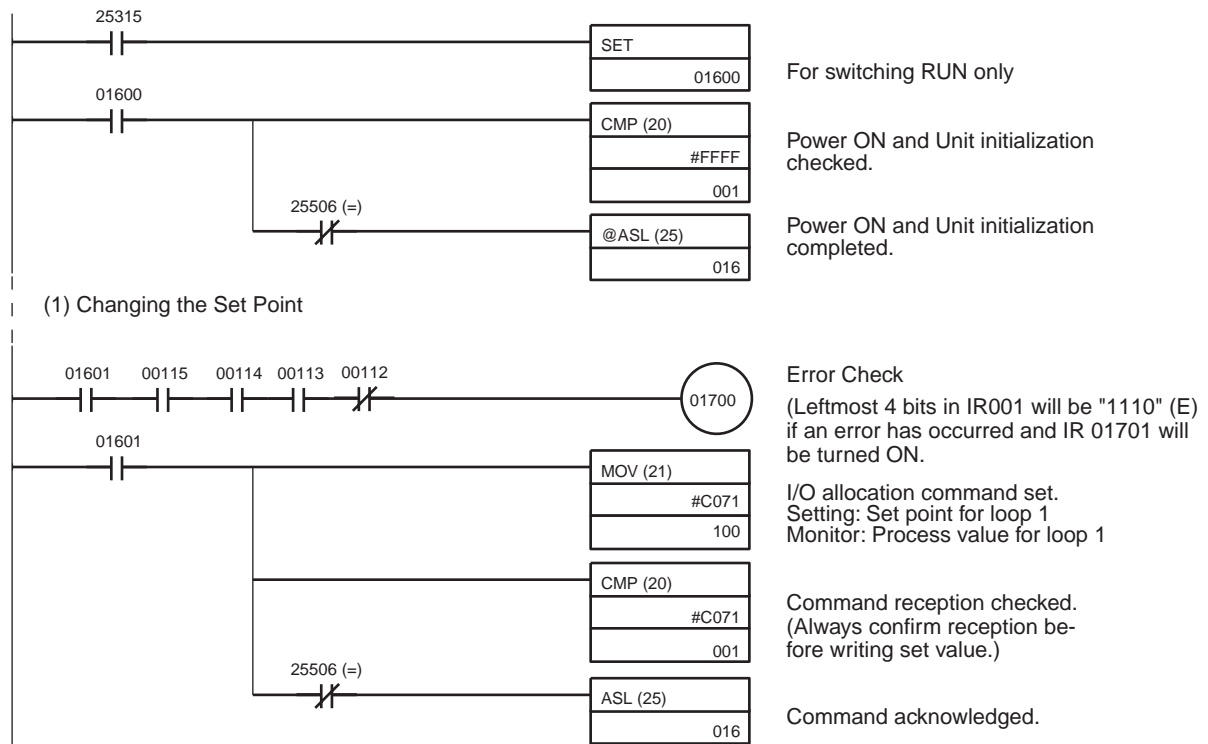 25315
SET
01600
For switching RUN only
01600
CMP (20)
#FFFF
001
Power ON and Unit initialization
checked.
25506 (=)
@ASL (25)
016
Power ON and Unit initialization
completed.
(1) Changing the Set Point
01601 00115 00114 00113 00112
01700
Error Check
(Leftmost 4 bits in IR001 will be "1110" (E)
if an error has occurred and IR 01701 will
be turned ON.
01601
MOV (21)
#C071
100
I/O allocation command set.
Setting: Set point for loop 1
Monitor: Process value for loop 1
CMP (20)
#C071
001
Command reception checked.
(Always confirm reception be-
fore writing set value.)
25506 (=)
ASL (25)
016
Command acknowledged.